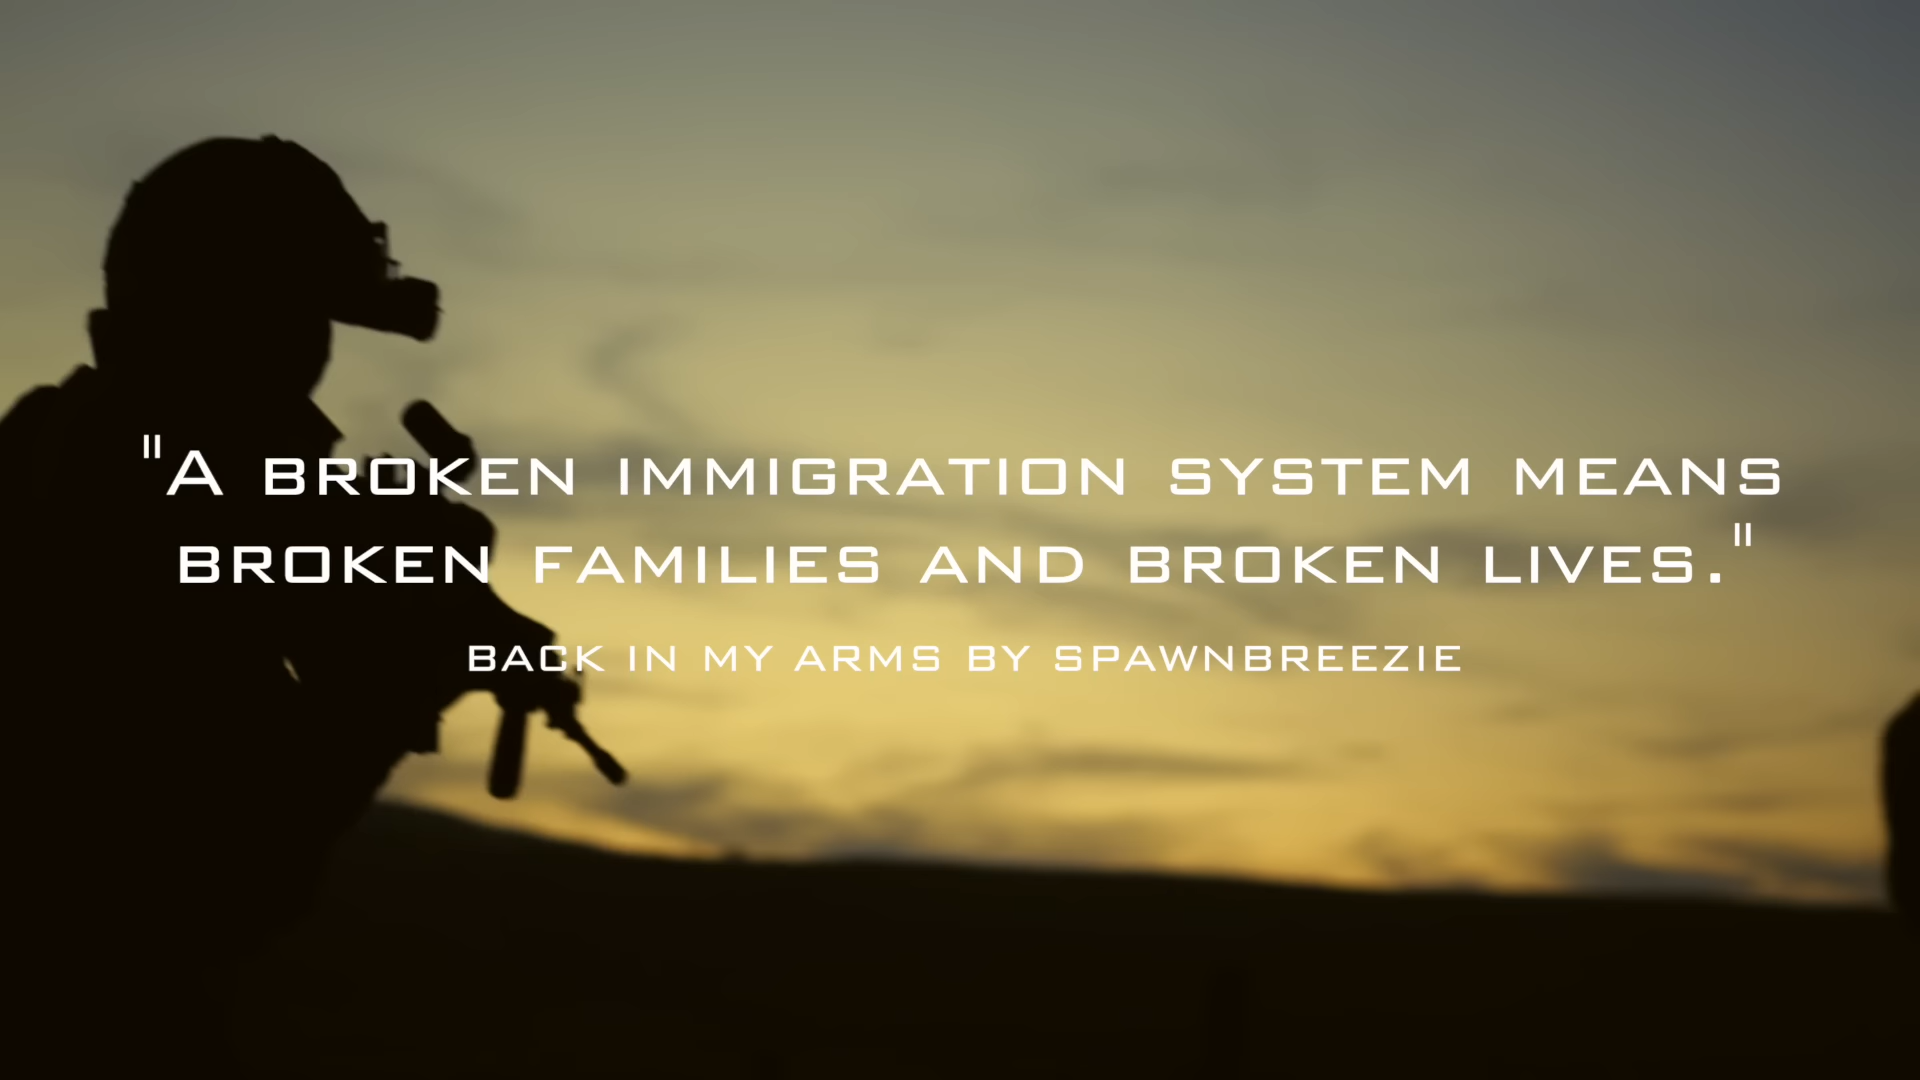 "A BROKEN IMMIGRATION SYSTEM MEANS
BROKEN FAMILIES AND BROKEN LIVES."
BACK IN MY ARMS BY SPAWNBREEZIE